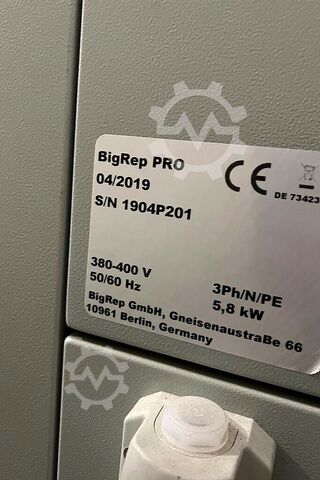 BigRep PRO
04/2019
S/N 1904P201
CE
DE 73423
380-400 V
50/60 Hz
3Ph/N/PE
5,8 kW
BigRep GmbH, Gneisenaustraße 66
10961 Berlin, Germany